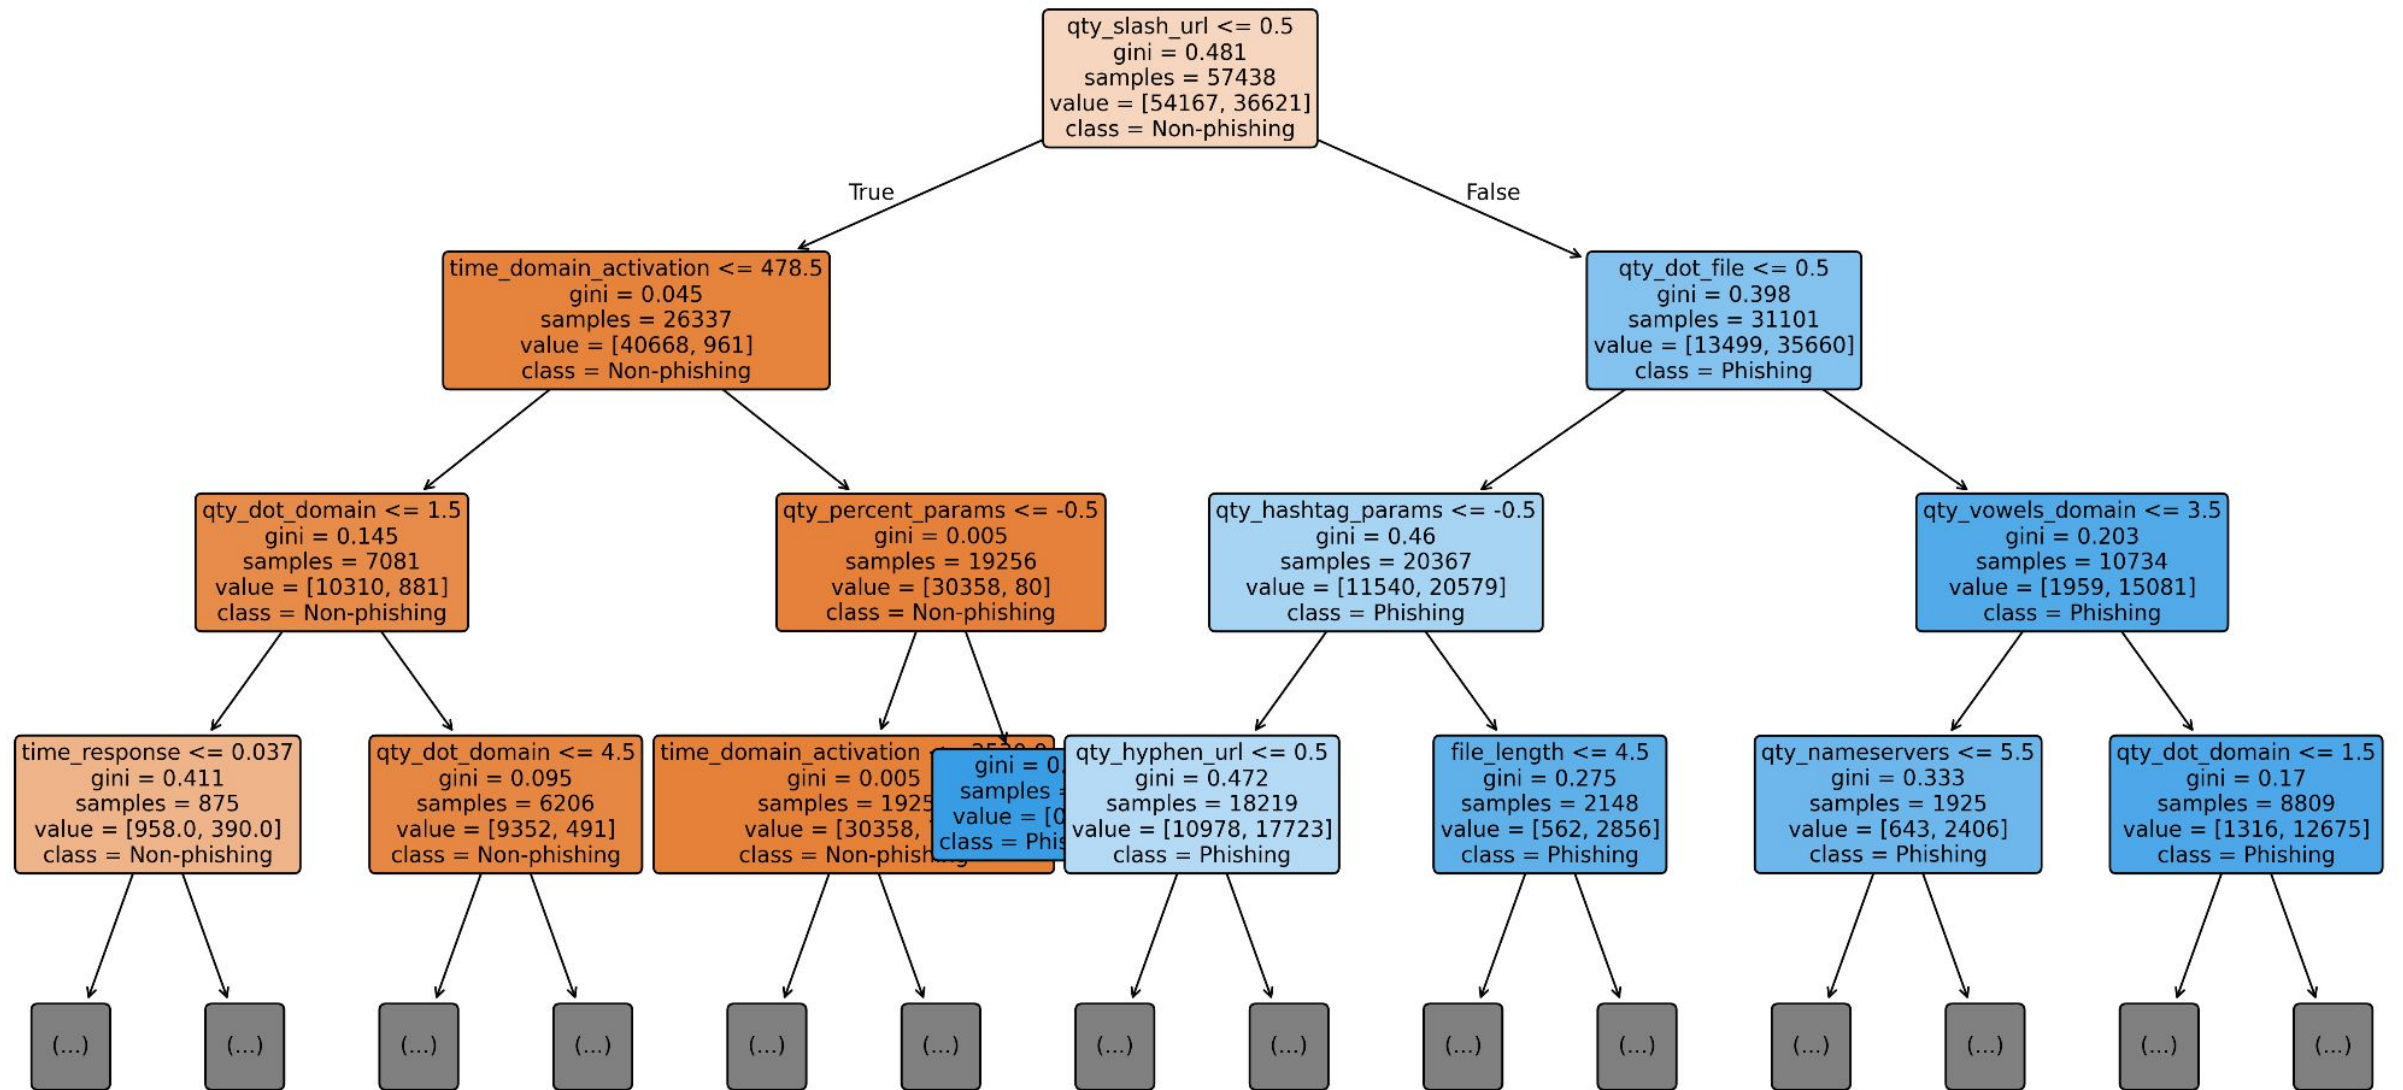 qty_slash_url <= 0.5
gini = 0.481
samples = 57438
value = [54167, 36621]
class = Non-phishing
True
False
time_domain_activation <= 478.5
gini = 0.045
samples = 26337
value = [40668, 961]
class = Non-phishing
qty_dot_file <= 0.5
gini = 0.398
samples = 31101
value = [13499, 35660]
class = Phishing
qty_dot_domain <= 1.5
gini = 0.145
samples = 7081
value = [10310, 881]
class = Non-phishing
qty_percent_params <= -0.5
gini = 0.005
samples = 19256
value = [30358, 80]
class = Non-phishing
qty_hashtag_params <= -0.5
gini = 0.46
samples = 20367
value = [11540, 20579]
class = Phishing
qty_vowels_domain <= 3.5
gini = 0.203
samples = 10734
value = [1959, 15081]
class = Phishing
time_response <= 0.037
gini = 0.411
samples = 875
value = [958.0, 390.0]
class = Non-phishing
qty_dot_domain <= 4.5
gini = 0.095
samples = 6206
value = [9352, 491]
class = Non-phishing
time_domain_activation
gini = 0.005
samples = 1925
value = [30358,
class = Non-phishing
gini = 0.
samples =
value = [0
class = Phis
qty_hyphen_url <= 0.5
gini = 0.472
samples = 18219
value = [10978, 17723]
class = Phishing
file_length <= 4.5
gini = 0.275
samples = 2148
value = [562, 2856]
class = Phishing
qty_nameservers <= 5.5
gini = 0.333
samples = 1925
value = [643, 2406]
class = Phishing
qty_dot_domain <= 1.5
gini = 0.17
samples = 8809
value = [1316, 12675]
class = Phishing
(...)
(...)
(...)
(...)
(...)
(...)
(...)
(...)
(...)
(...)
(...)
(...)
(...)
(...)